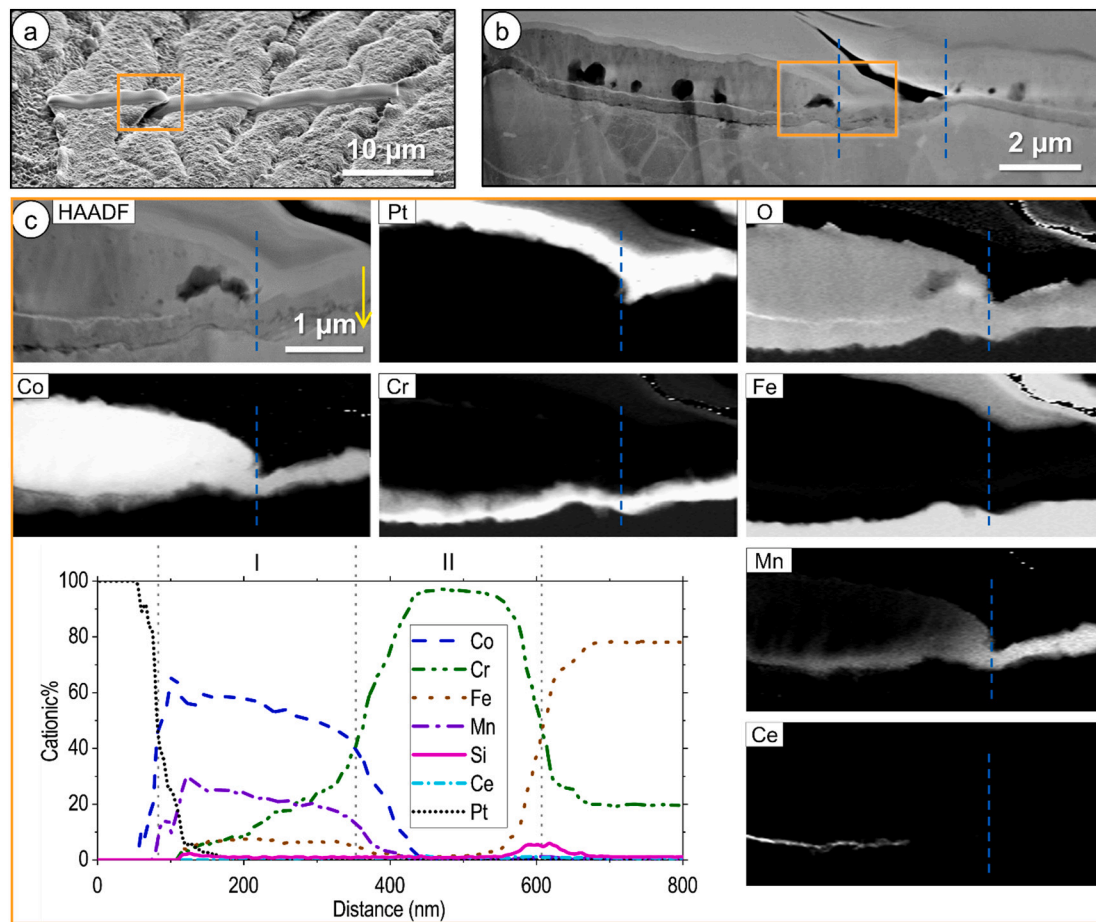 a
10 µm
b
2 µm
c
HAADF
1 µm
Pt
O
Co
Cr
Fe
I
II
100
80
60
40
20
0
Cationic%
Co
Cr
Fe
Mn
Si
Ce
Pt
0
200
400
600
800
Distance (nm)
Mn
Ce